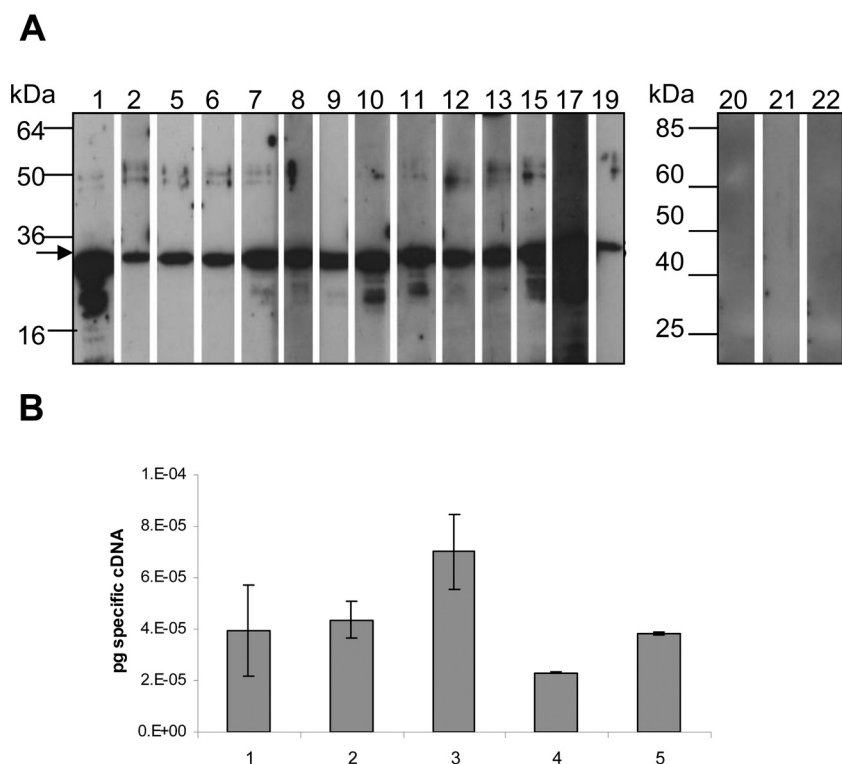 A
kDa 1 2 5 6 7 8 9 10 11 12 13 15 17 19 kDa 20 21 22
64
50
36
16
85
60
50
40
25
B
pg specific cDNA
1.E-04
8.E-05
6.E-05
4.E-05
2.E-05
0.E+00
1 2 3 4 5